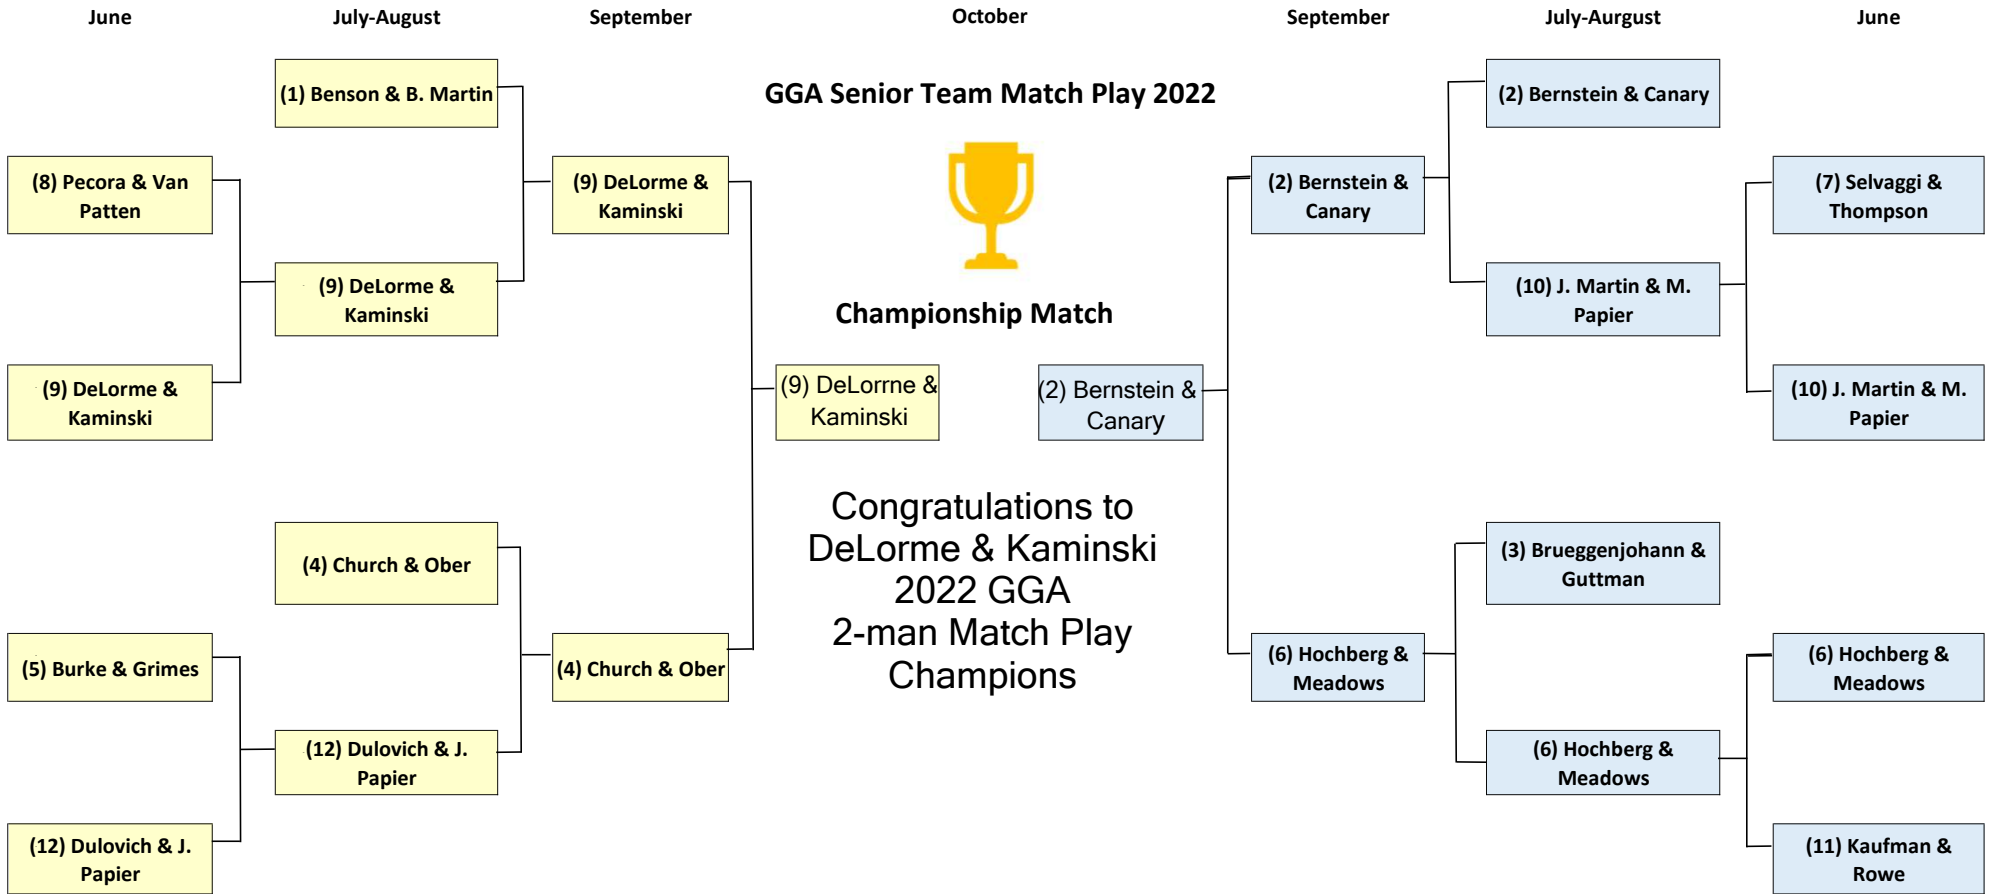 June
July-August
September
October
September
July-Aurgust
June
GGA Senior Team Match Play 2022
(1) Benson & B. Martin
(2) Bernstein & Canary
(8) Pecora & Van
Patten
(9) DeLorme &
Kaminski
(2) Bernstein &
Canary
(7) Selvaggi &
Thompson
(9) DeLorme &
Kaminski
(10) J. Martin & M.
Papier
Championship Match
(9) DeLorme &
Kaminski
(9) DeLorrne &
Kaminski
(2) Bernstein &
Canary
(10) J. Martin & M.
Papier
Congratulations to
DeLorme & Kaminski
2022 GGA
2-man Match Play
Champions
(4) Church & Ober
(3) Brueggenjohann &
Guttman
(5) Burke & Grimes
(4) Church & Ober
(6) Hochberg &
Meadows
(6) Hochberg &
Meadows
(12) Dulovich & J.
Papier
(6) Hochberg &
Meadows
(12) Dulovich & J.
Papier
(11) Kaufman &
Rowe